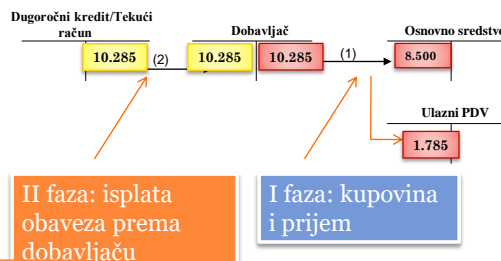 Dugoročni kredit/Tekući
račun
Dobavljač
Osnovno sredstvo
10.285
(2)
10.285
10.285
(1)
8.500
Ulazni PDV
1.785
II faza: isplata
obaveza prema
dobavljaču
I faza: kupovina
i prijem